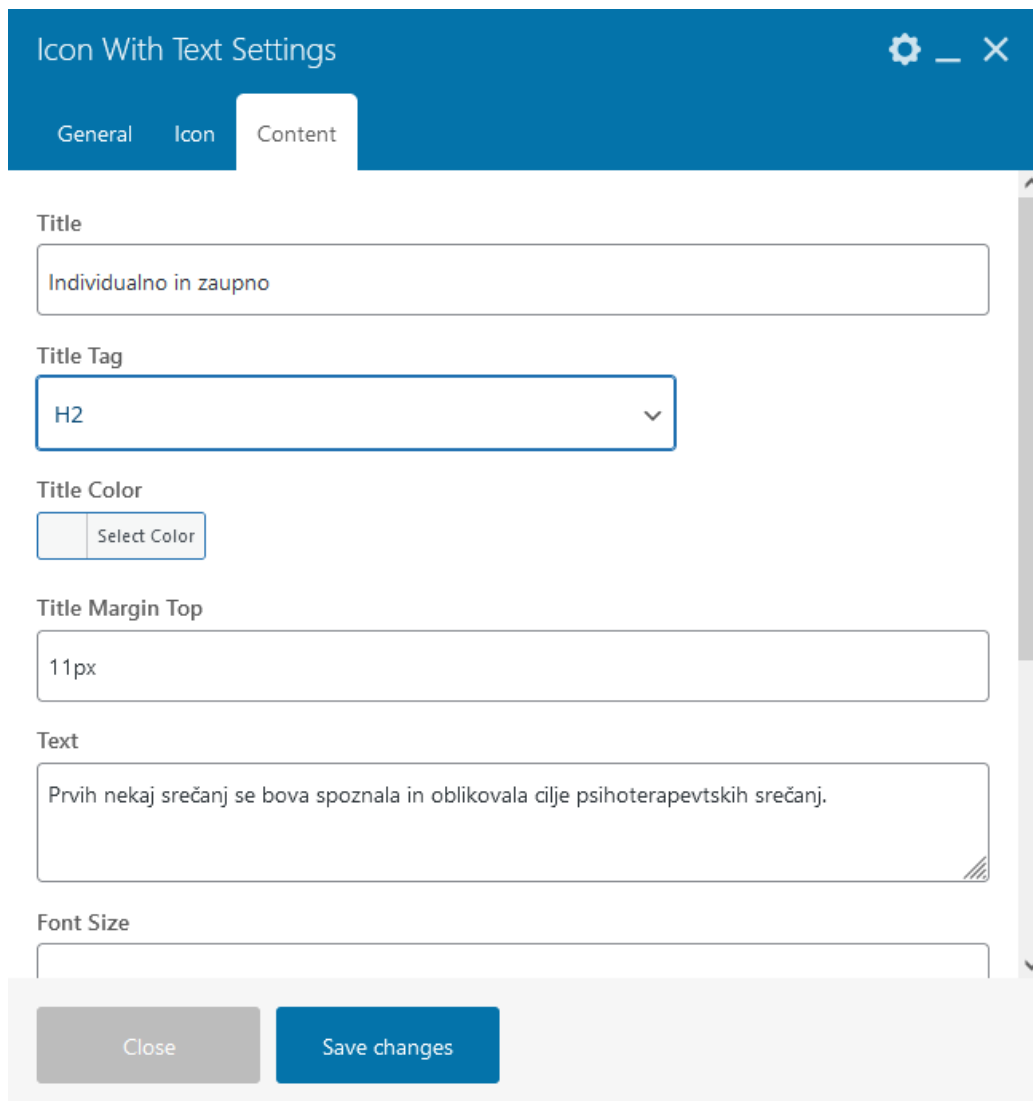 Icon With Text Settings
General Icon Content
Title
Individualno in zaupno
Title Tag
H2
Title Color
Select Color
Title Margin Top
11px
Text
Prvih nekaj srečanj se bova spoznala in oblikovala cilje psihoterapevtskih srečanj.
Font Size
Close Save changes